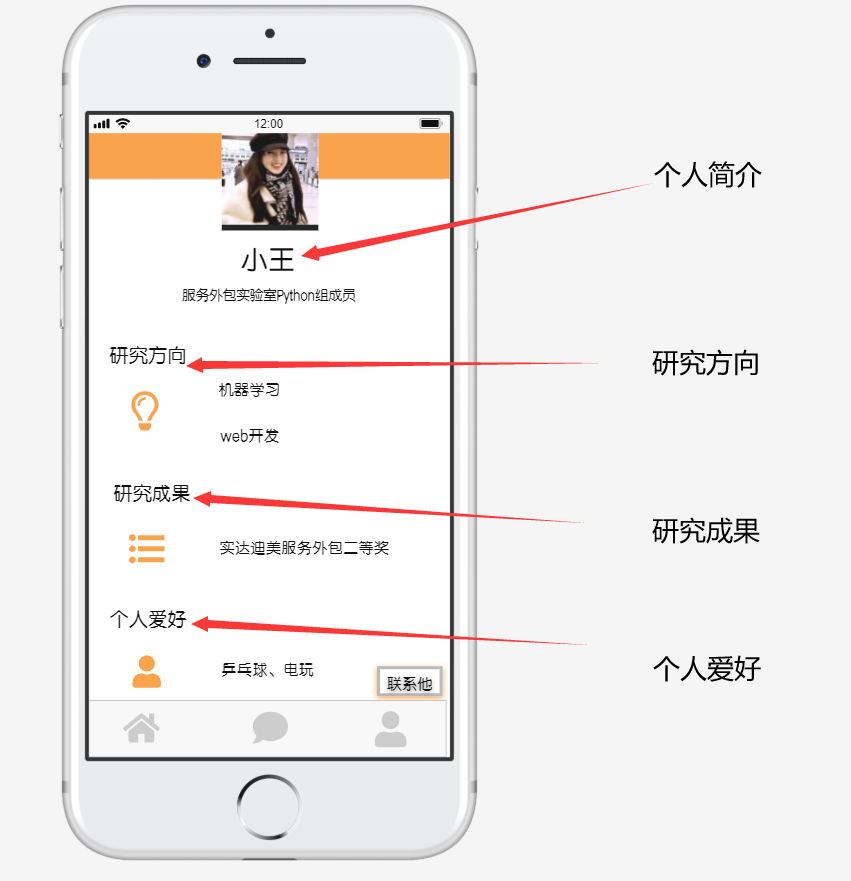 12:00
个人简介
小王
服务外包实验室Python组成员
研究方向
研究方向
机器学习
web开发
研究成果
研究成果
实达迪美服务外包二等奖
个人爱好
个人爱好
乒乓球、电玩
联系他